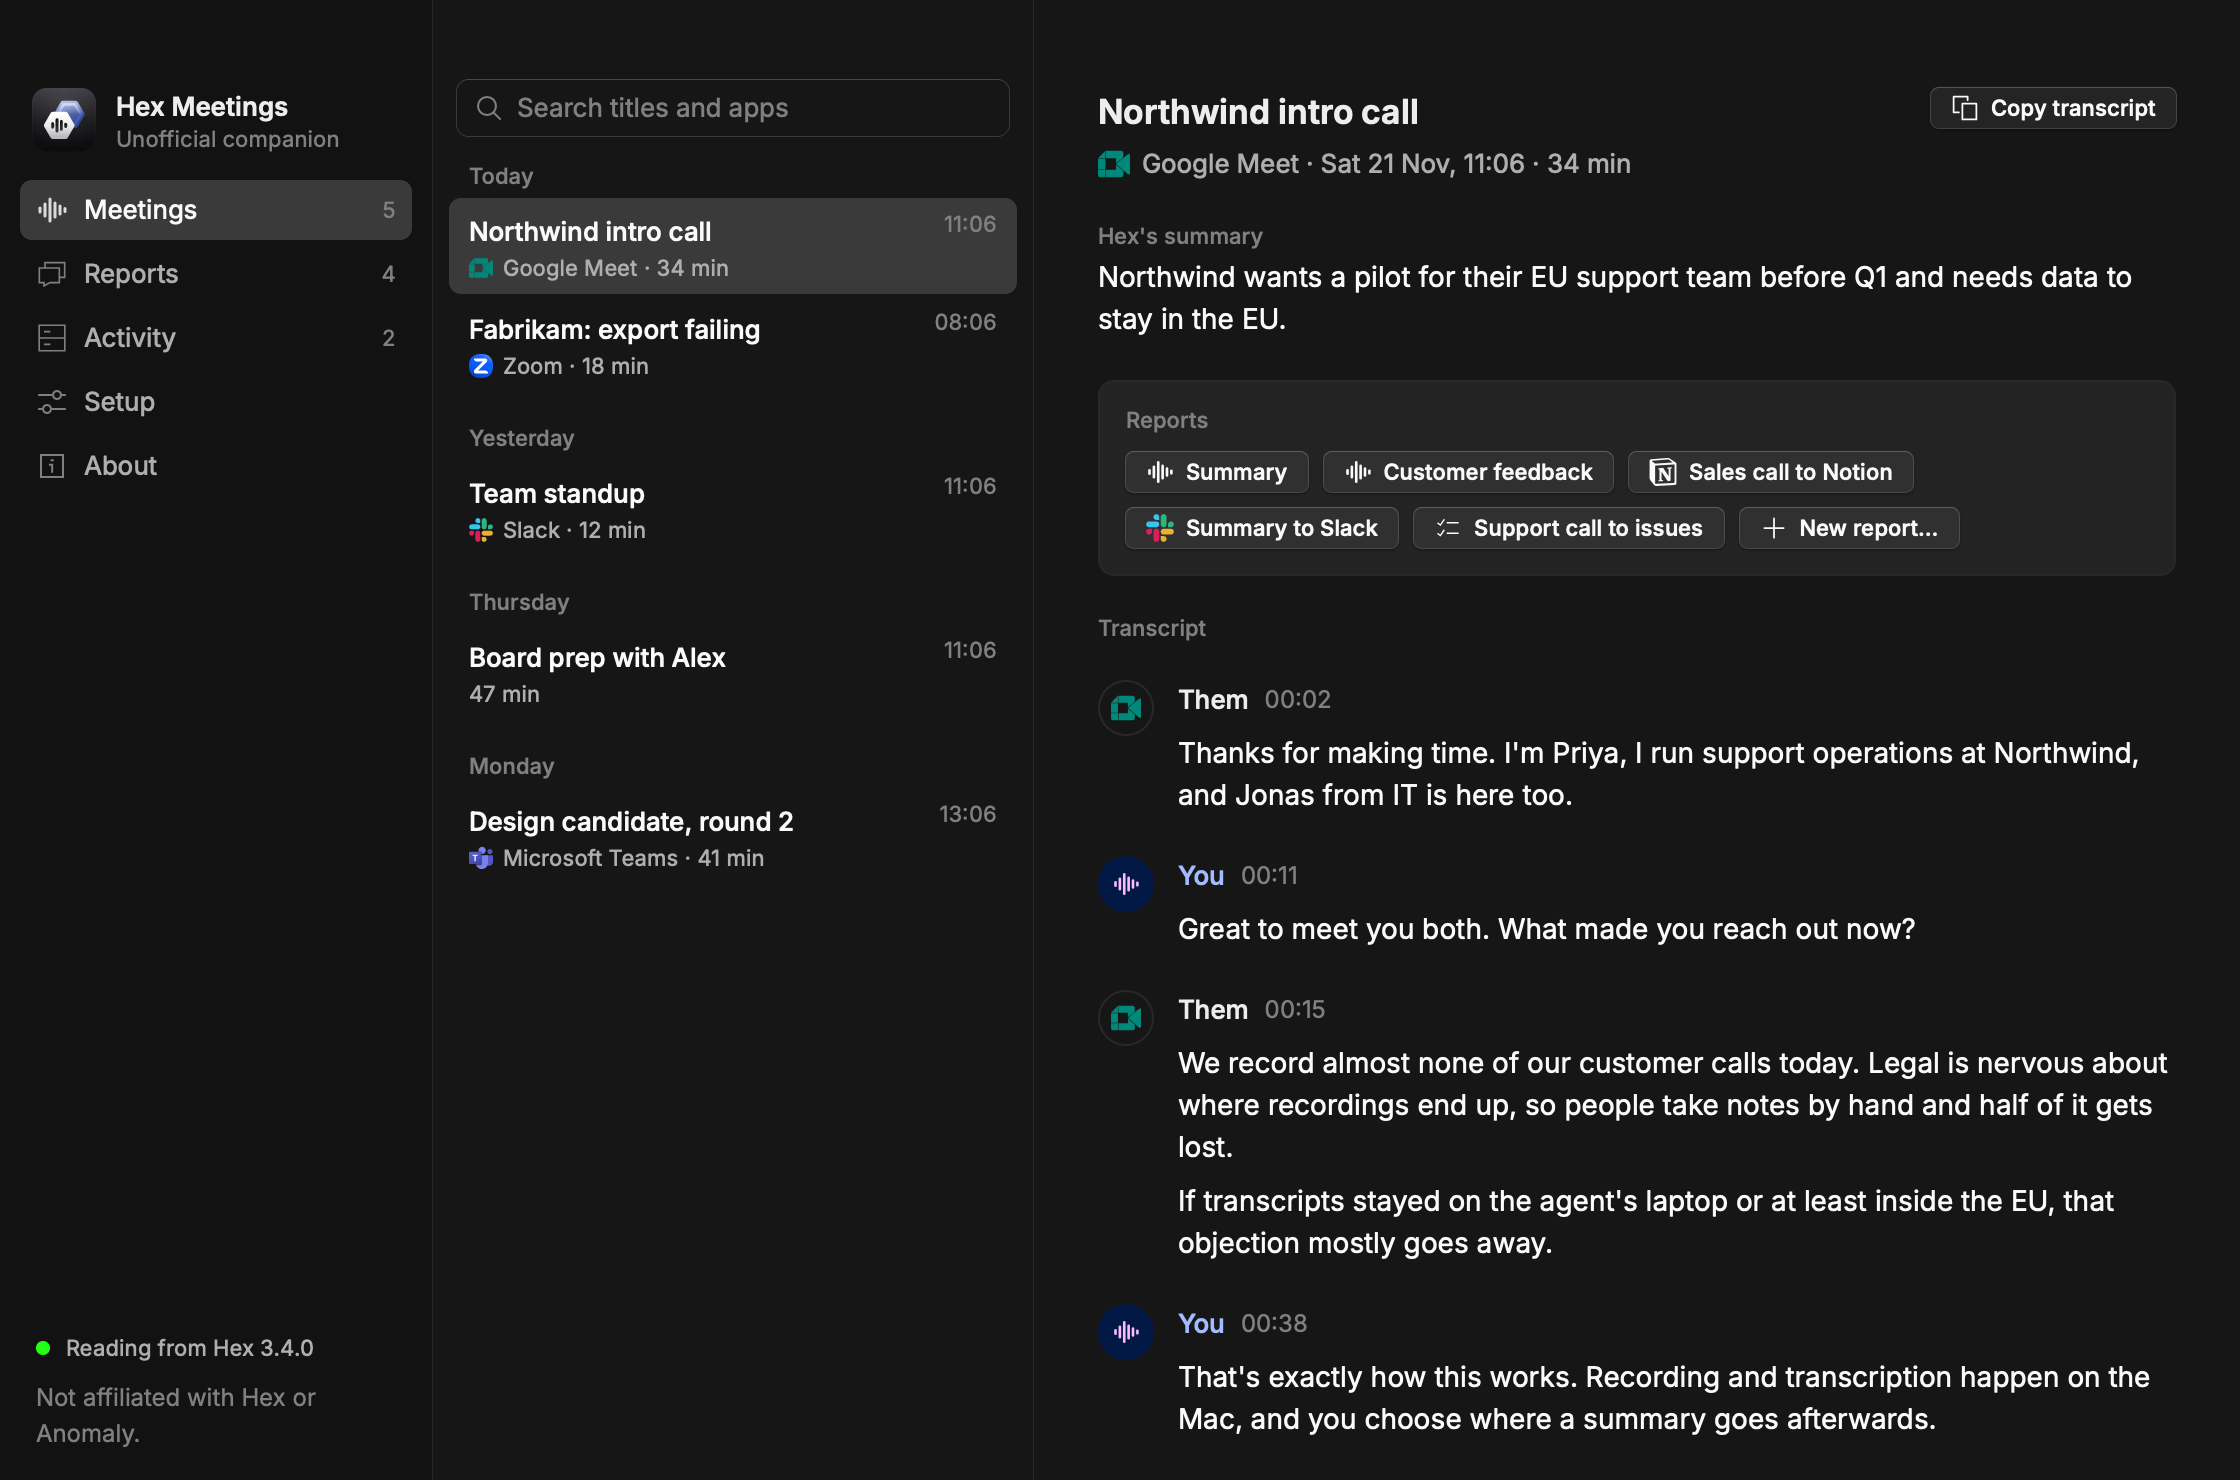 Hex Meetings
Unofficial companion
Meetings 5
Reports 4
Activity 2
Setup
About
Reading from Hex 3.4.0
Not affiliated with Hex or
Anomaly.
Search titles and apps
Today
Northwind intro call 11:06
Google Meet · 34 min
Fabrikam: export failing 08:06
Zoom · 18 min
Yesterday
Team standup 11:06
Slack · 12 min
Thursday
Board prep with Alex 11:06
47 min
Monday
Design candidate, round 2 13:06
Microsoft Teams · 41 min
Northwind intro call
Copy transcript
Google Meet · Sat 21 Nov, 11:06 · 34 min
Hex's summary
Northwind wants a pilot for their EU support team before Q1 and needs data to
stay in the EU.
Reports
Summary
Customer feedback
Sales call to Notion
Summary to Slack
Support call to issues
New report...
Transcript
Them 00:02
Thanks for making time. I'm Priya, I run support operations at Northwind,
and Jonas from IT is here too.
You 00:11
Great to meet you both. What made you reach out now?
Them 00:15
We record almost none of our customer calls today. Legal is nervous about
where recordings end up, so people take notes by hand and half of it gets
lost.
If transcripts stayed on the agent's laptop or at least inside the EU, that
objection mostly goes away.
You 00:38
That's exactly how this works. Recording and transcription happen on the
Mac, and you choose where a summary goes afterwards.